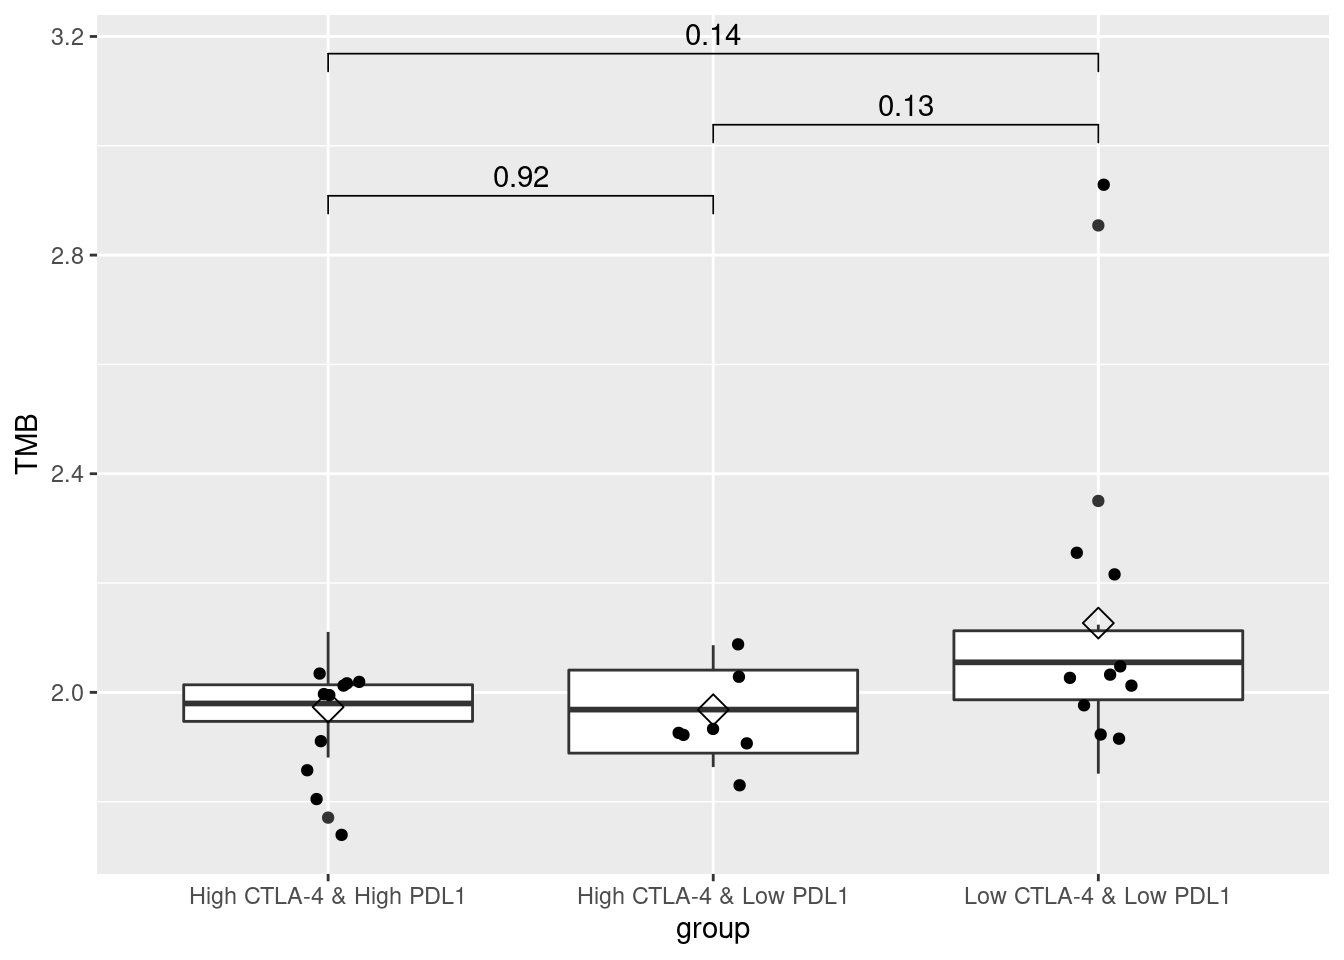 3.2
2.8
2.4
2.0
TMB
0.14
0.13
0.92
High CTLA-4 & High PDL1
High CTLA-4 & Low PDL1
Low CTLA-4 & Low PDL1
group